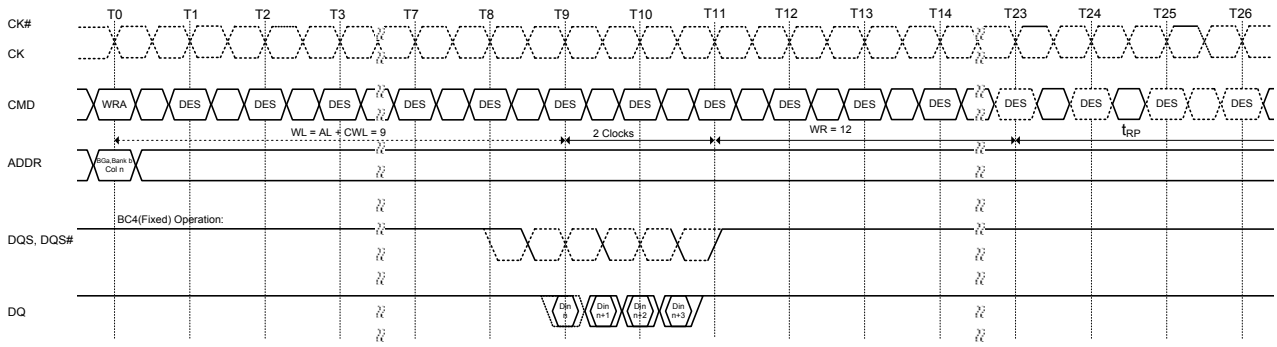 T0 T1 T2 T3 T7 T8 T9 T10 T11 T12 T13 T14 T23 T24 T25 T26
CK#
CK
CMD WRA DES DES DES DES DES DES DES DES DES DES DES DES DES DES DES
WL = AL + CWL = 9 2 Clocks WR = 12 tRP
ADDR BGa,Bank b
Col n
BC4(Fixed) Operation:
DQS, DQS#
DQ Din n Din n+1 Din n+2 Din n+3